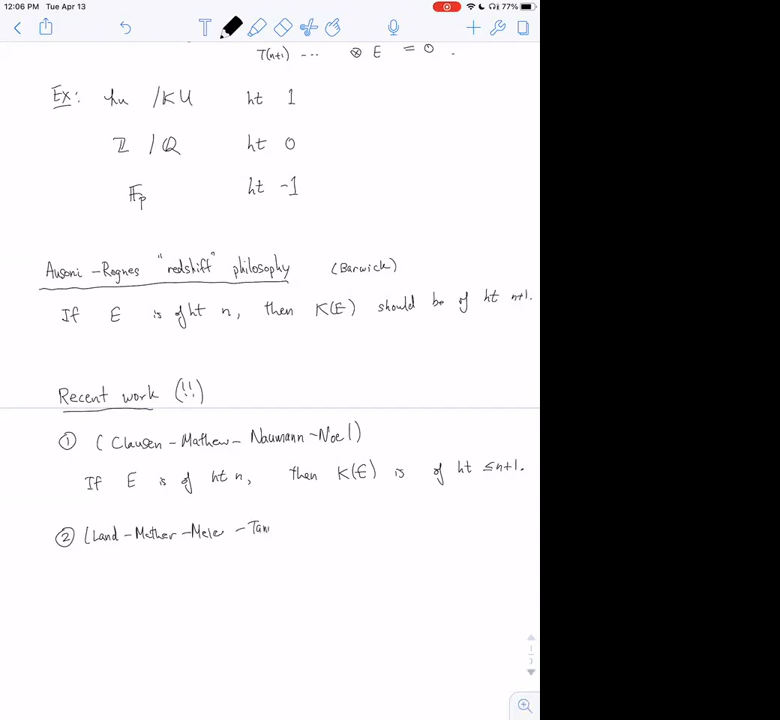 12:06 PM Tue Apr 13
77%
T(n+1) ... ⊗ E = 0 .
Ex: ku / KU ht 1
ℤ / ℚ ht 0
𝔽p ht -1
Ausoni - Rognes "redshift" philosophy (Barwick)
If E is of ht n, then K(E) should be of ht n+1.
Recent work (!!)
① (Clausen - Mathew - Naumann - Noel)
If E is of ht n, then K(E) is of ht ≤ n+1.
② (Land - Mathew - Meier - Tam